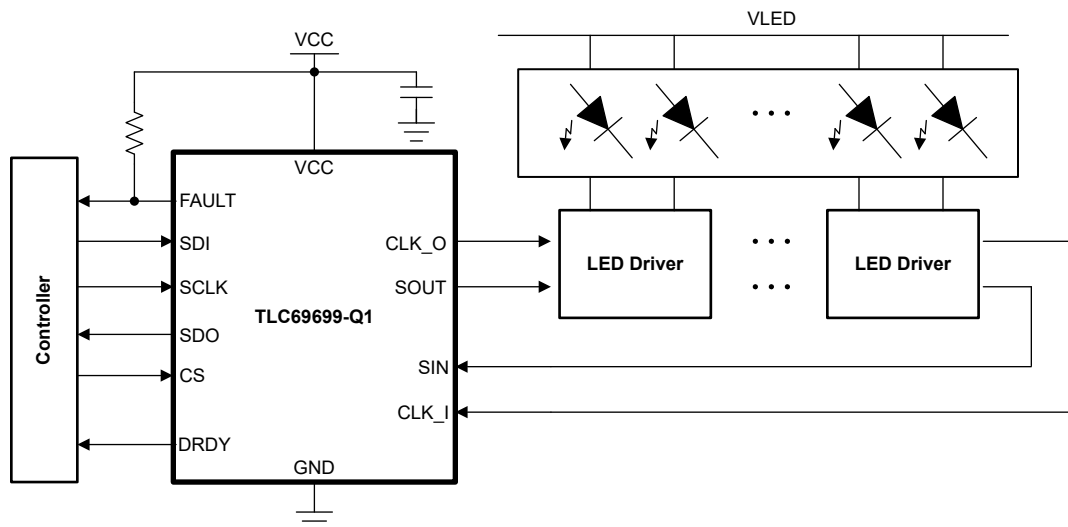 VLED
VCC
VCC
FAULT
SDI
CLK_O
LED Driver
LED Driver
SCLK
SOUT
TLC69699-Q1
Controller
SDO
SIN
CS
CLK_I
DRDY
GND